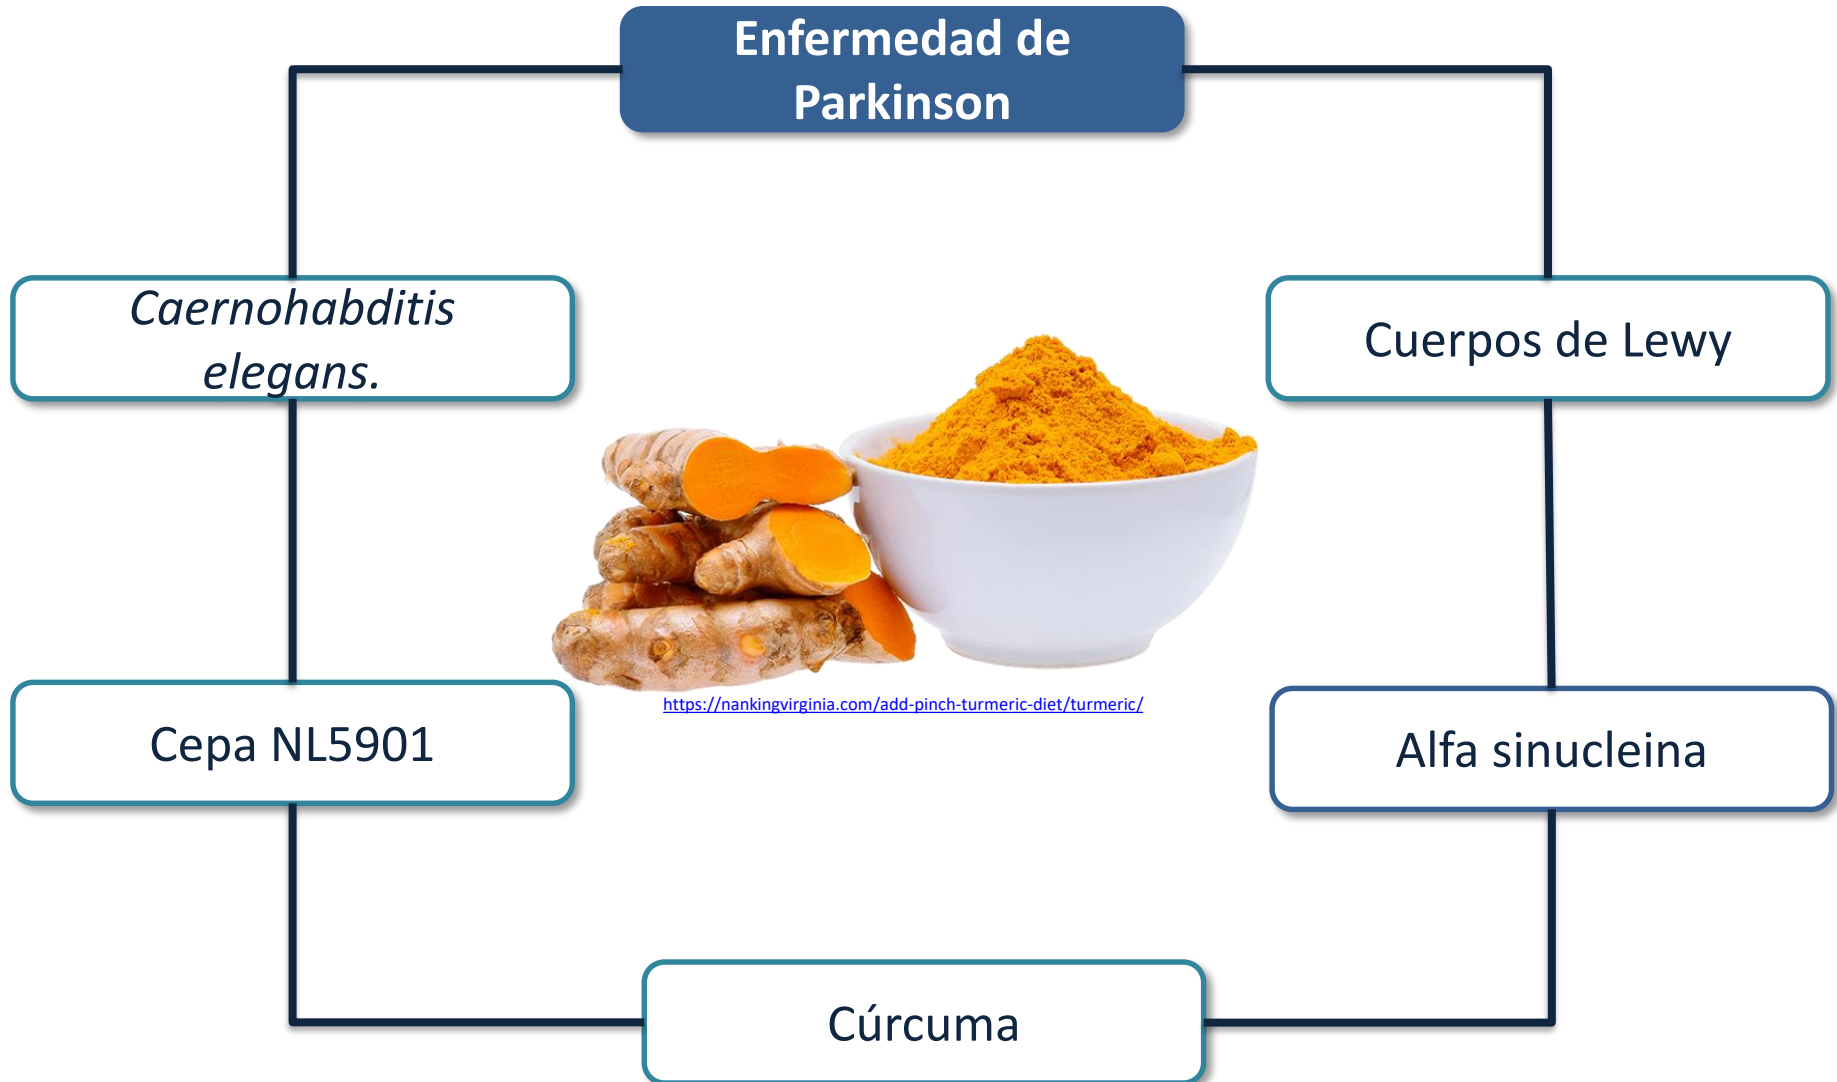 Enfermedad de
Parkinson
Caernohabditis
elegans.
Cuerpos de Lewy
https://nankingvirginia.com/add-pinch-turmeric-diet/turmeric/
Cepa NL5901
Alfa sinucleina
Cúrcuma